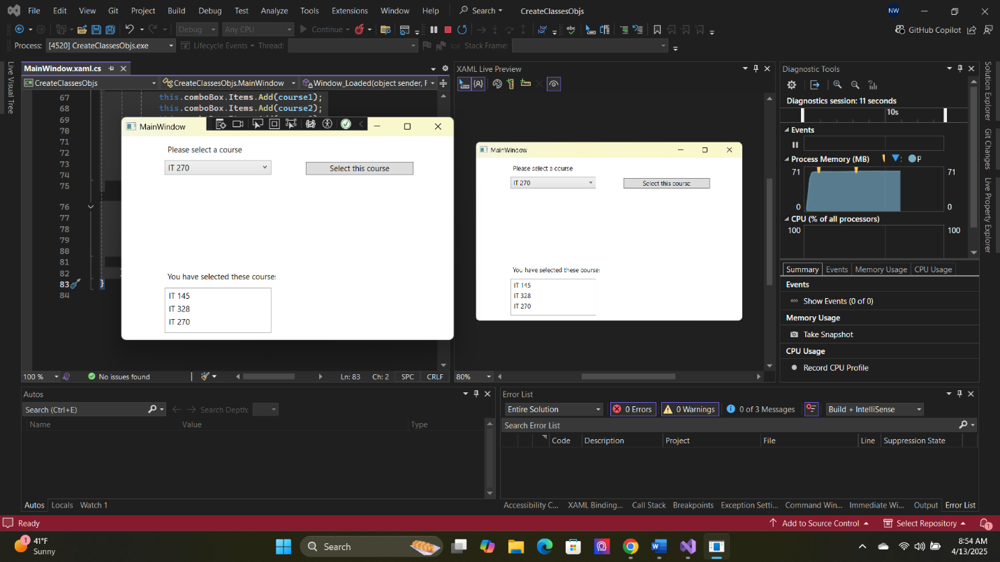 File Edit View Git Project Build Debug Test Analyze Tools Extensions Window Help Search CreateClassesObjs NW
Debug Any CPU Continue GitHub Copilot
Process: [4520] CreateClassesObjs.exe Lifecycle Events Thread: Stack Frame:
Live Visual Tree
MainWindow.xaml.cs
CreateClassesObjs CreateClassesObjs.MainWindow Window_Loaded(object sender, F
67 this.comboBox.Items.Add(course1);
68 this.comboBox.Items.Add(course2);
69
70
71
72
73
74
75
76
77
78
79
80
81
82
83 }
84
MainWindow
Please select a course
IT 270 Select this course
You have selected these course:
IT 145
IT 328
IT 270
100 % No issues found Ln: 83 Ch: 2 SPC CRLF
XAML Live Preview
MainWindow
Please select a course
IT 270 Select this course
You have selected these course:
IT 145
IT 328
IT 270
80%
Diagnostic Tools
Diagnostics session: 11 seconds
10s
Events
Process Memory (MB) P
71 71
0 0
CPU (% of all processors)
100 100
Summary Events Memory Usage CPU Usage
Events
Show Events (0 of 0)
Memory Usage
Take Snapshot
CPU Usage
Record CPU Profile
Solution Explorer
Git Changes
Live Property Explorer
Autos
Search (Ctrl+E) Search Depth:
Name Value Type
Autos Locals Watch 1
Error List
Entire Solution 0 Errors 0 Warnings 0 of 3 Messages Build + IntelliSense
Search Error List
Code Description Project File Line Suppression State
Accessibility C... XAML Binding... Call Stack Breakpoints Exception Setti... Command Win... Immediate Wi... Output Error List
Ready Add to Source Control Select Repository 1
1 41°F
Sunny
Search
8:54 AM
4/13/2025